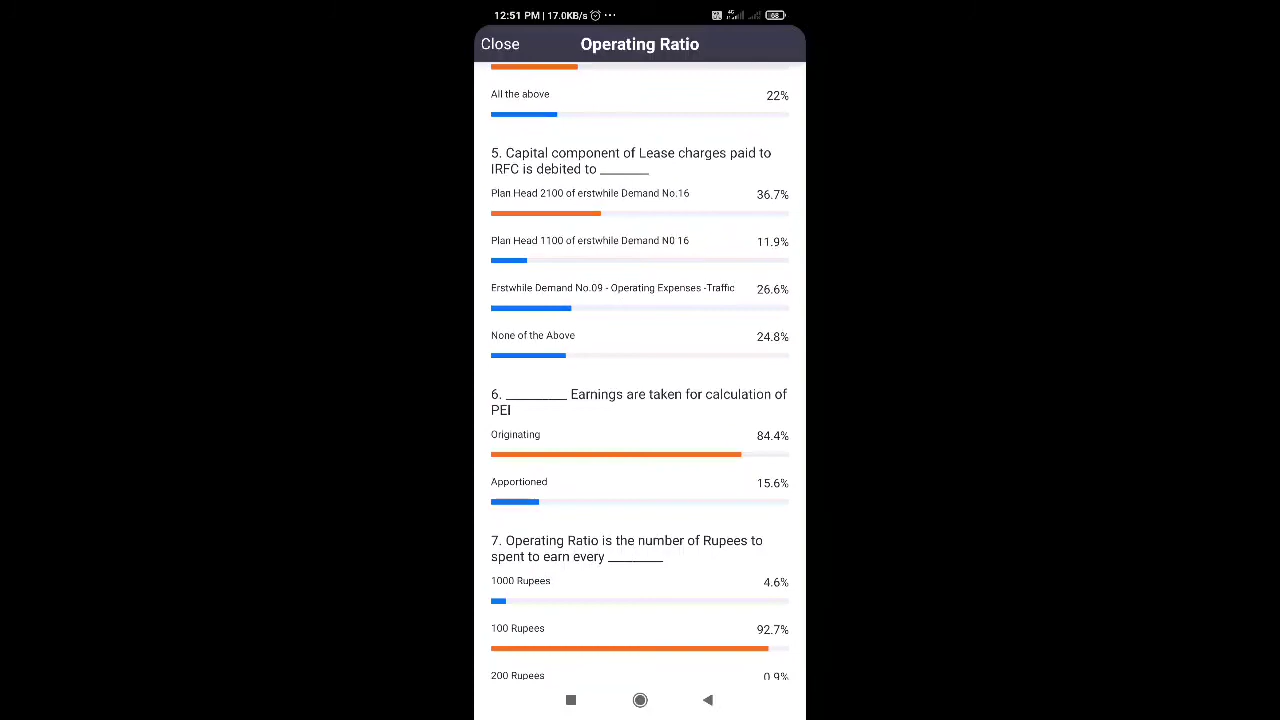 12:51 PM | 17.0KB/s ... 4G 68
Close Operating Ratio
All the above 22%
5. Capital component of Lease charges paid to
IRFC is debited to _______
Plan Head 2100 of erstwhile Demand No.16 36.7%
Plan Head 1100 of erstwhile Demand N0 16 11.9%
Erstwhile Demand No.09 - Operating Expenses -Traffic 26.6%
None of the Above 24.8%
6. _________ Earnings are taken for calculation of
PEI
Originating 84.4%
Apportioned 15.6%
7. Operating Ratio is the number of Rupees to
spent to earn every ________
1000 Rupees 4.6%
100 Rupees 92.7%
200 Rupees 0.9%